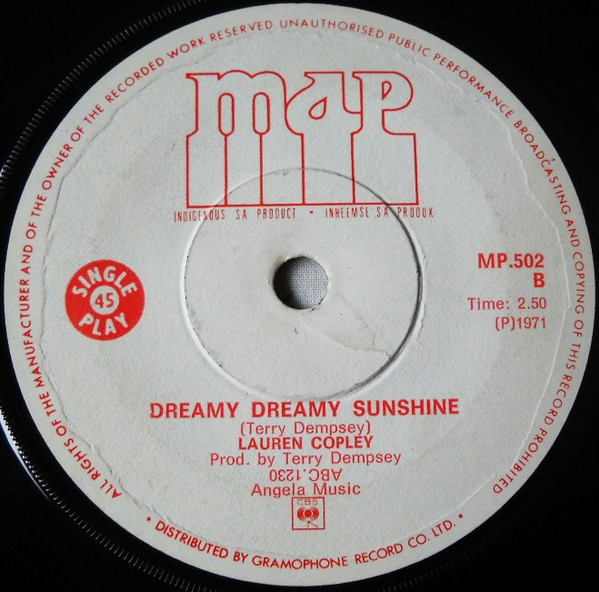 ALL RIGHTS OF THE MANUFACTURER AND OF THE OWNER OF THE RECORDED WORK RESERVED UNAUTHORISED PUBLIC PERFORMANCE BROADCASTING AND COPYING OF THIS RECORD PROHIBITED
map
INDIGENOUS SA PRODUCT • INHEEMSE SA PRODUK
MP.502
B
SINGLE
45
PLAY
Time: 2.50
(P)1971
DREAMY DREAMY SUNSHINE
(Terry Dempsey)
LAUREN COPLEY
Prod. by Terry Dempsey
ABC.1230
Angela Music
CBS
• DISTRIBUTED BY GRAMOPHONE RECORD CO. LTD. •